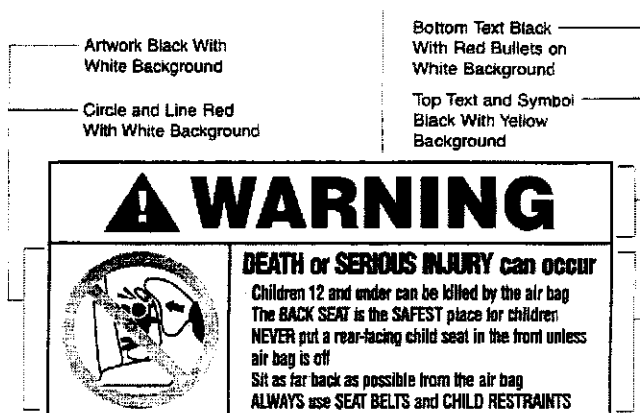 Artwork Black With
White Background
Circle and Line Red
With White Background
Bottom Text Black
With Red Bullets on
White Background
Top Text and Symbol
Black With Yellow
Background
WARNING
DEATH or SERIOUS INJURY can occur
Children 12 and under can be killed by the air bag
The BACK SEAT is the SAFEST place for children
NEVER put a rear-facing child seat in the front unless
air bag is off
Sit as far back as possible from the air bag
ALWAYS use SEAT BELTS and CHILD RESTRAINTS